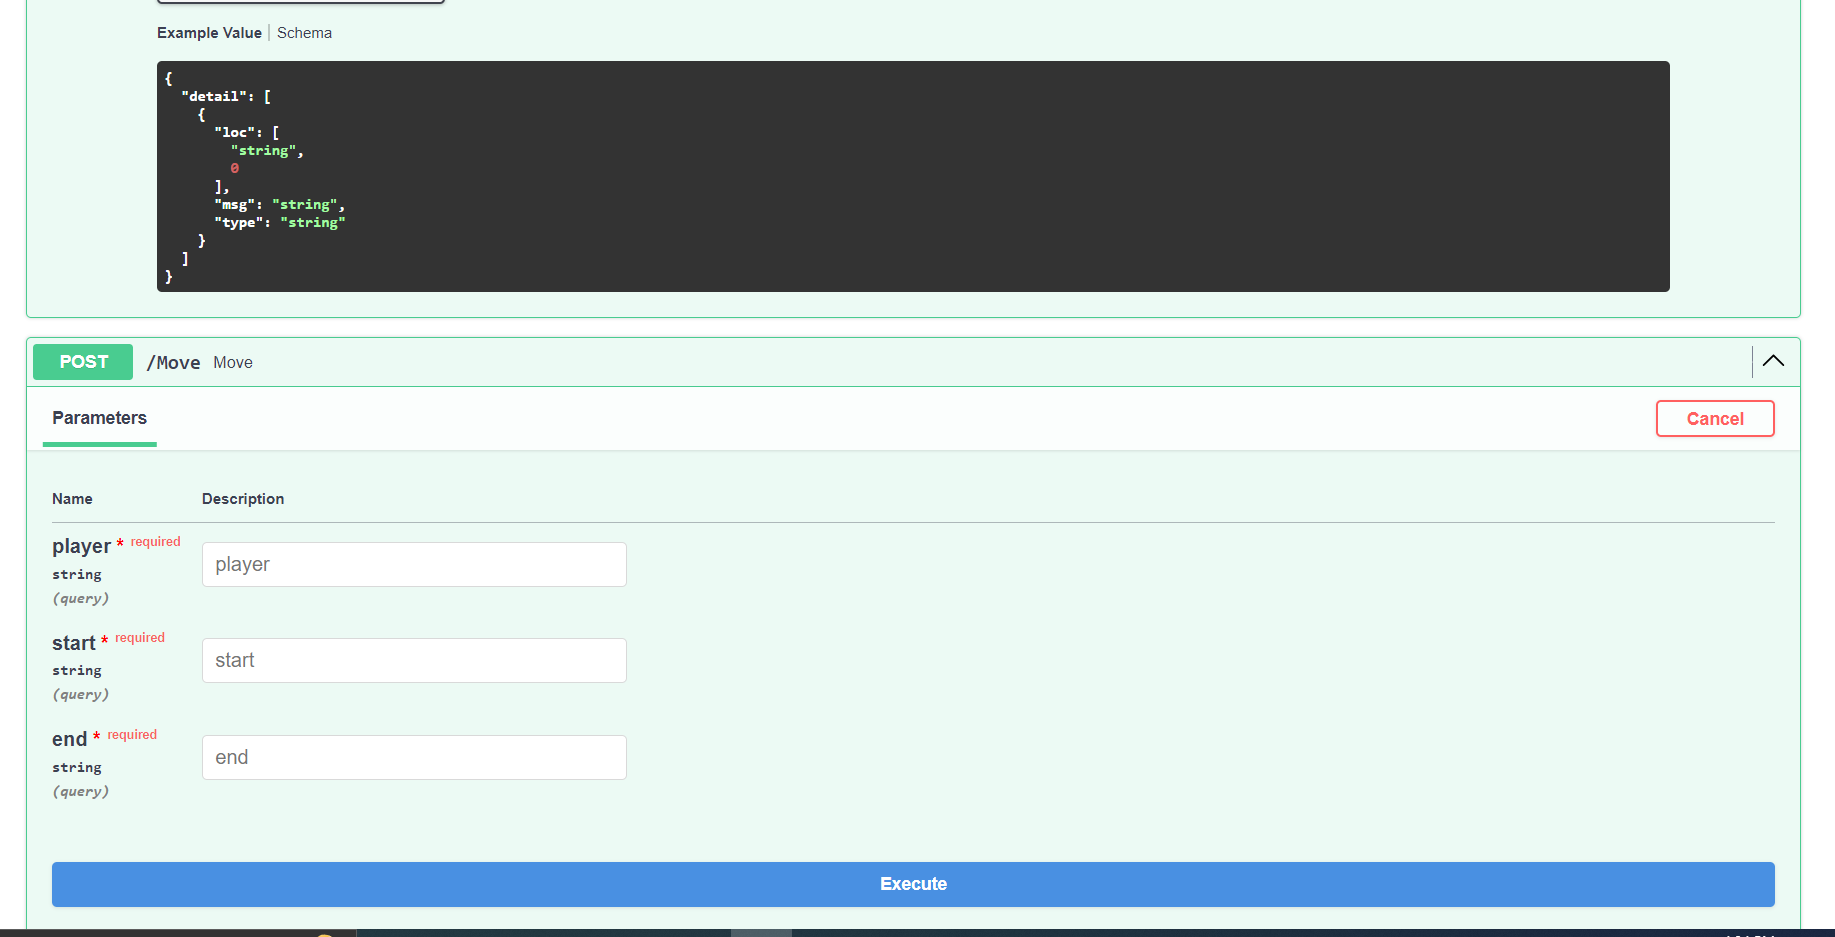 Example Value Schema
{
"detail": [
{
"loc": [
"string",
0
],
"msg": "string",
"type": "string"
}
]
}
POST /Move Move
Parameters Cancel
Name Description
player * required
string
(query)
player
start * required
string
(query)
start
end * required
string
(query)
end
Execute